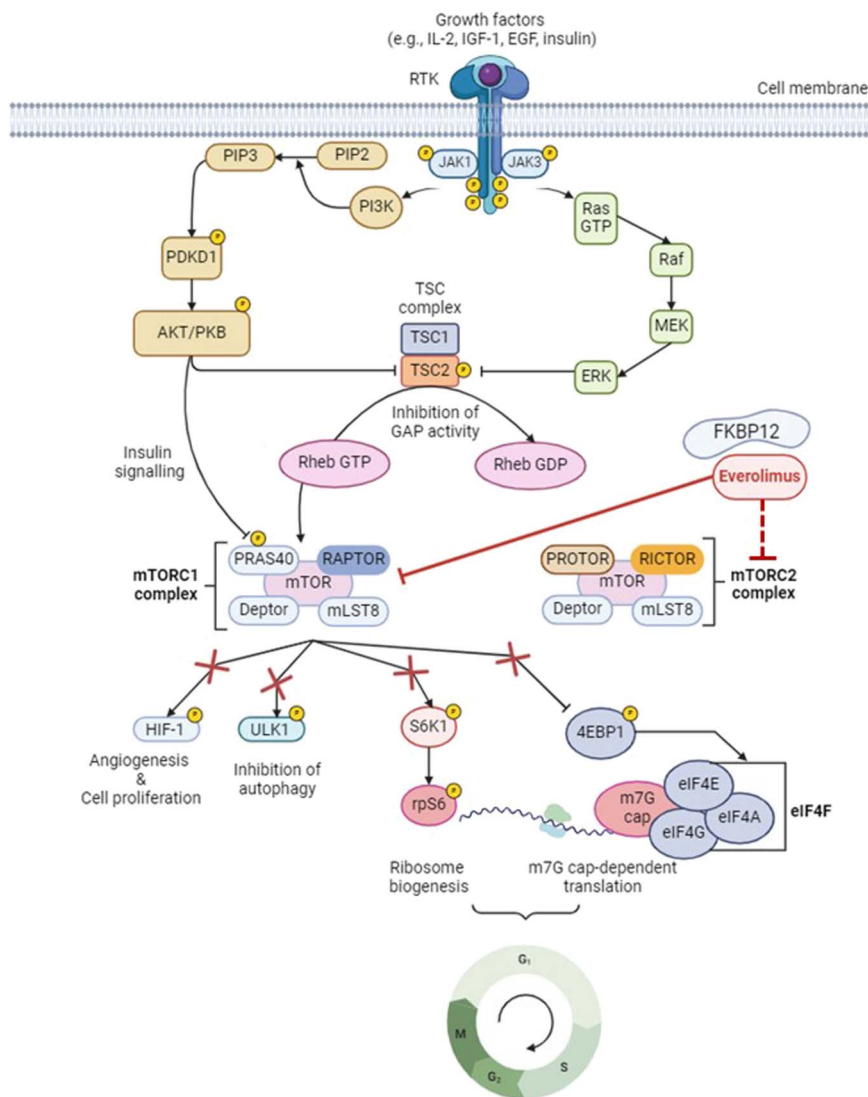 Growth factors
(e.g., IL-2, IGF-1, EGF, insulin)
RTK
Cell membrane
PIP3
PIP2
P
JAK1
JAK3
P
PI3K
P
P
P
P
Ras
GTP
PDKD1
P
Raf
TSC
complex
MEK
AKT/PKB
P
TSC1
TSC2
P
ERK
Inhibition of
GAP activity
FKBP12
Insulin
signalling
Rheb GTP
Rheb GDP
Everolimus
P
PRAS40
RAPTOR
mTORC1
complex
mTOR
Deptor
mLST8
PROTOR
RICTOR
mTOR
mTORC2
complex
Deptor
mLST8
HIF-1
P
ULK1
P
S6K1
P
4EBP1
P
Angiogenesis
&
Cell proliferation
Inhibition of
autophagy
rpS6
P
m7G
cap
eIF4E
eIF4A
eIF4G
eIF4F
Ribosome
biogenesis
m7G cap-dependent
translation
G1
M
S
G2